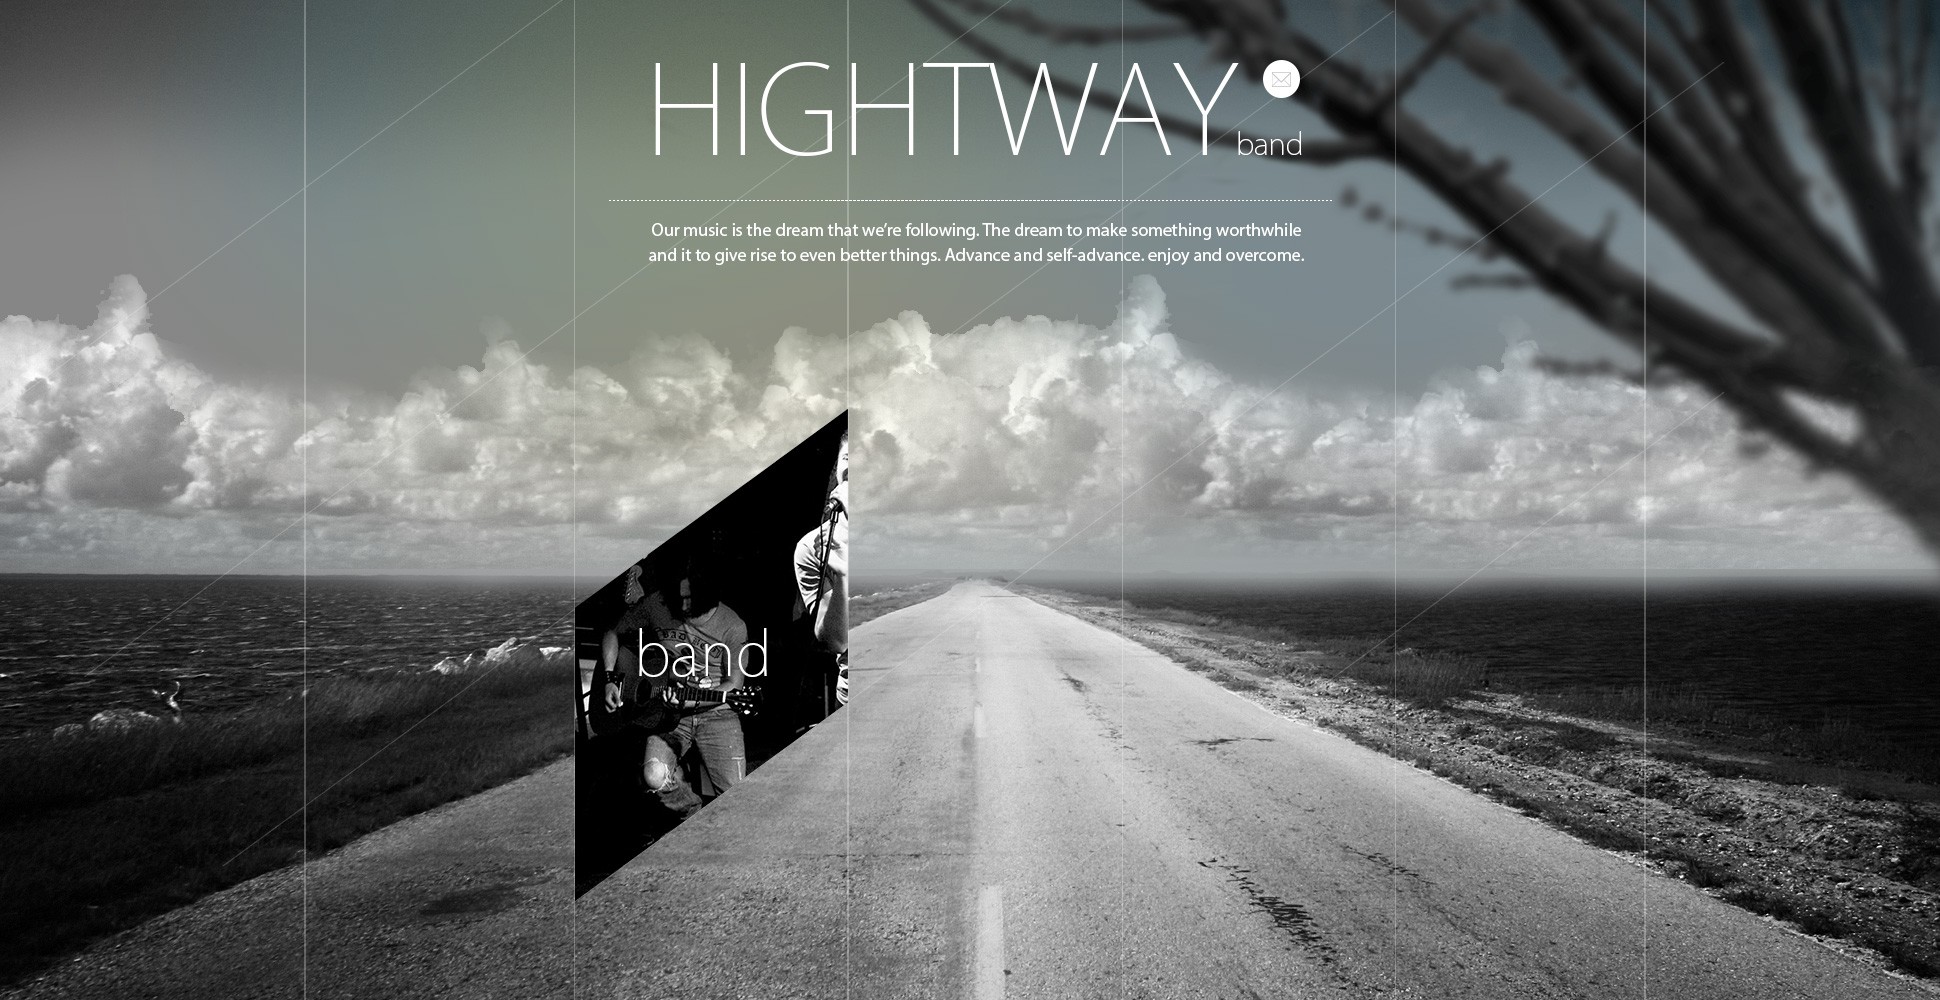 HIGHTWAY
band
Our music is the dream that we're following. The dream to make something worthwhile
and it to give rise to even better things. Advance and self-advance. enjoy and overcome.
band